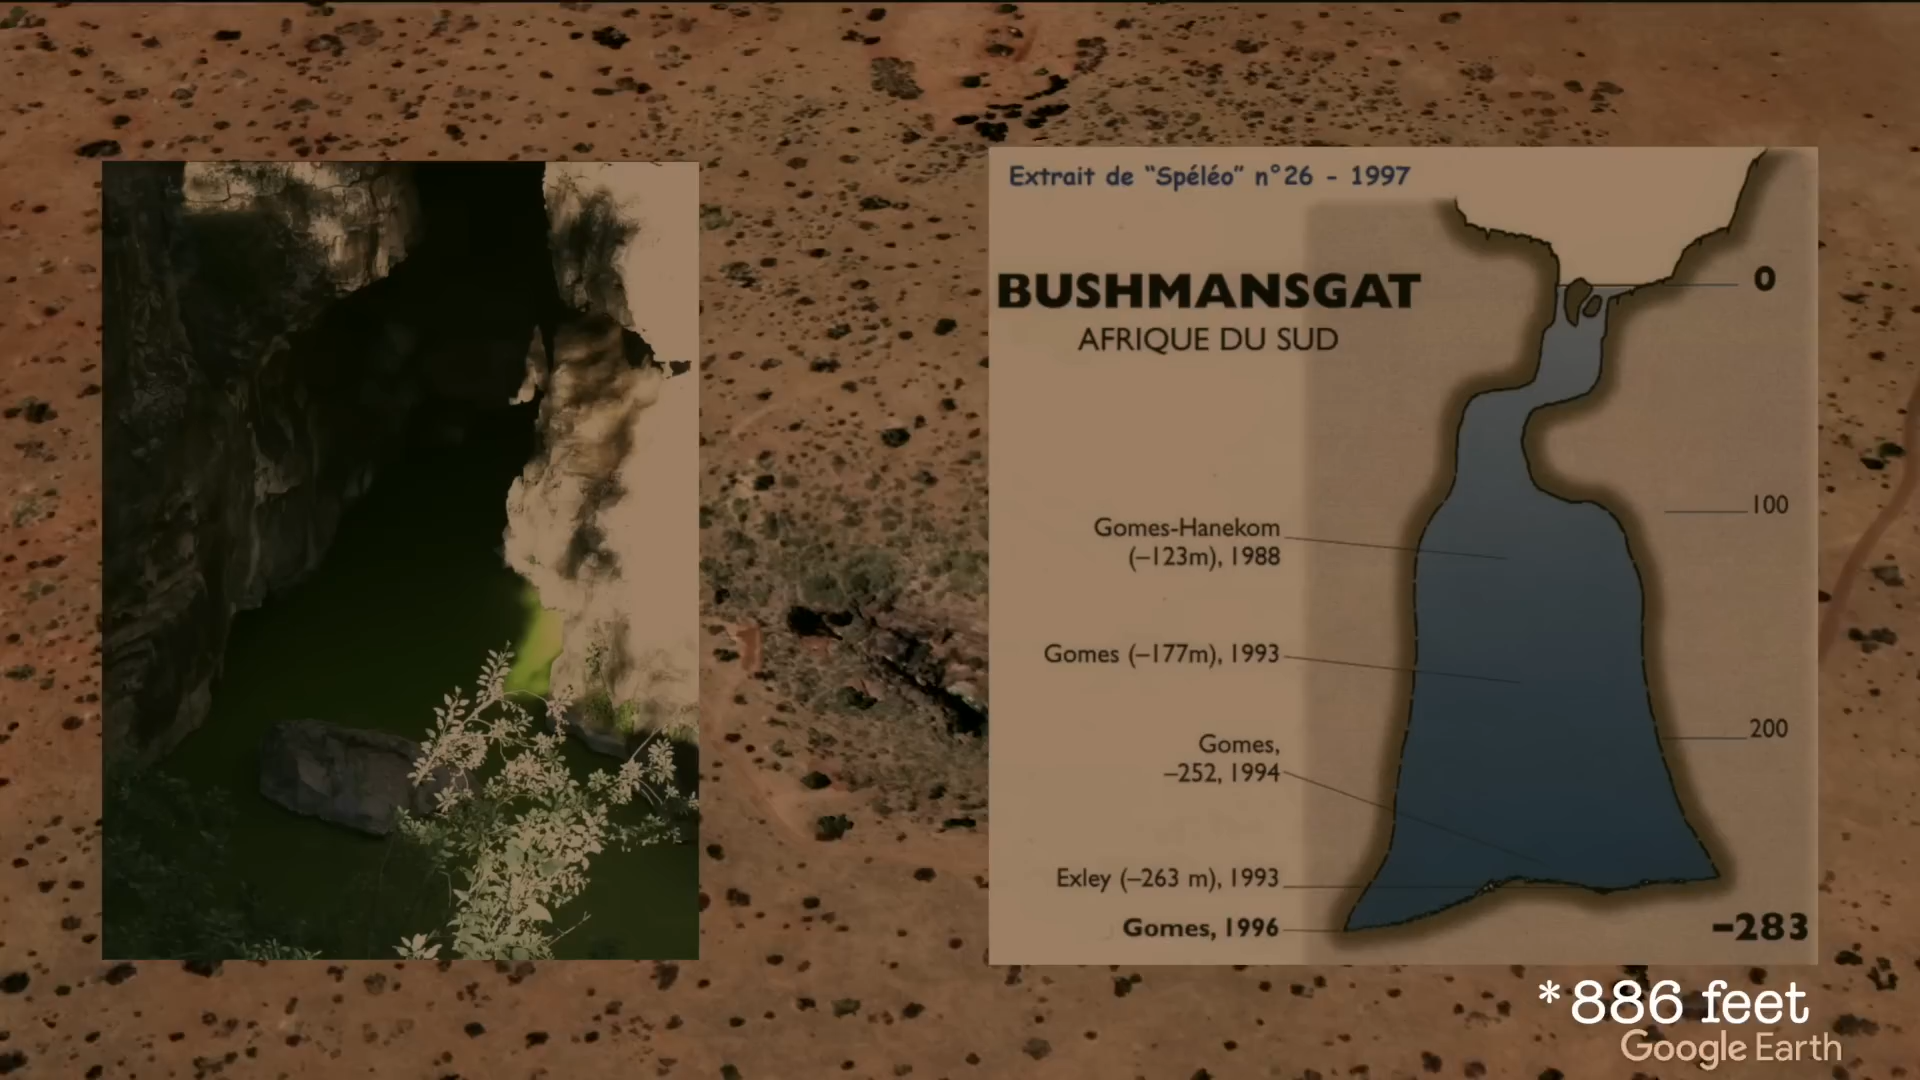 Extrait de "Spéléo" n°26 - 1997
BUSHMANSGAT
AFRIQUE DU SUD
0
100
Gomes-Hanekom
(–123m), 1988
Gomes (–177m), 1993
200
Gomes,
–252, 1994
Exley (–263 m), 1993
Gomes, 1996
–283
*886 feet
Google Earth